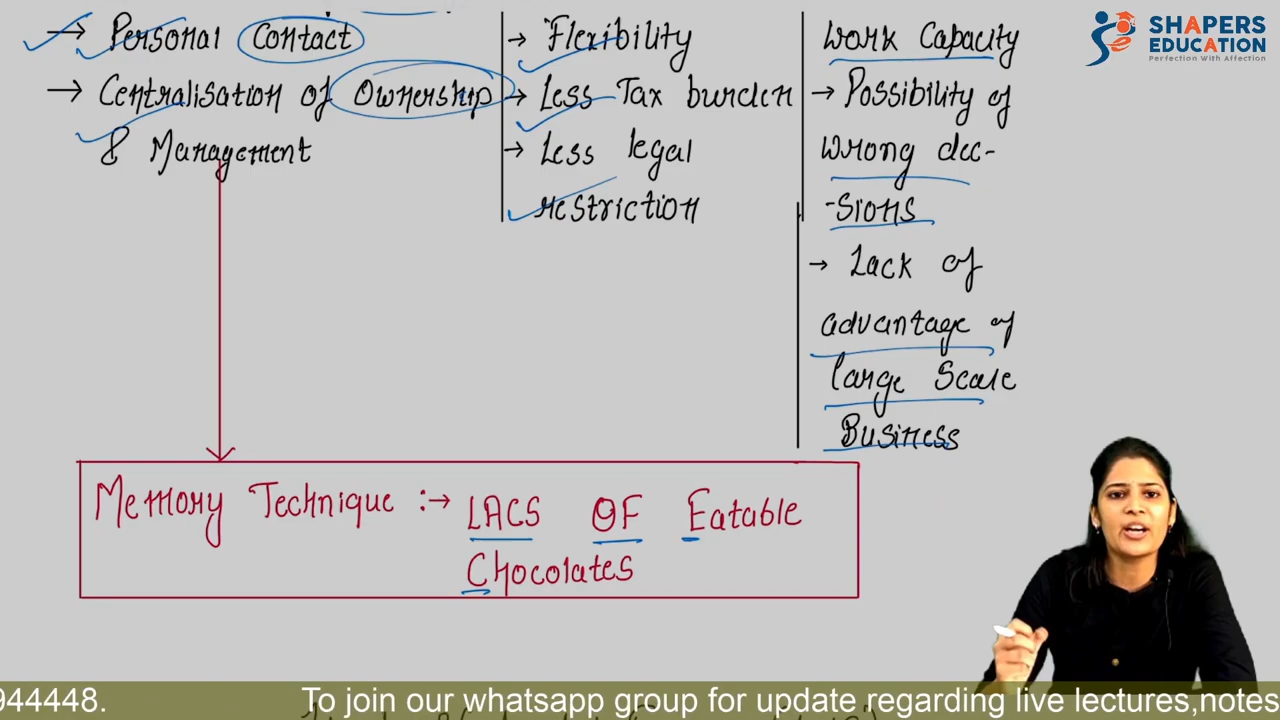 → Personal Contact
→ Centralisation of Ownership
& Management
→ Flexibility
→ Less Tax burden
→ Less legal
restriction
Work Capacity
→ Possibility of
wrong dec-
-sions
→ Lack of
advantage of
large Scale
Business
Memory Technique :→ LACS OF Eatable
Chocolates
SHAPERS
EDUCATION
Perfection With Affection
944448. To join our whatsapp group for update regarding live lectures,notes